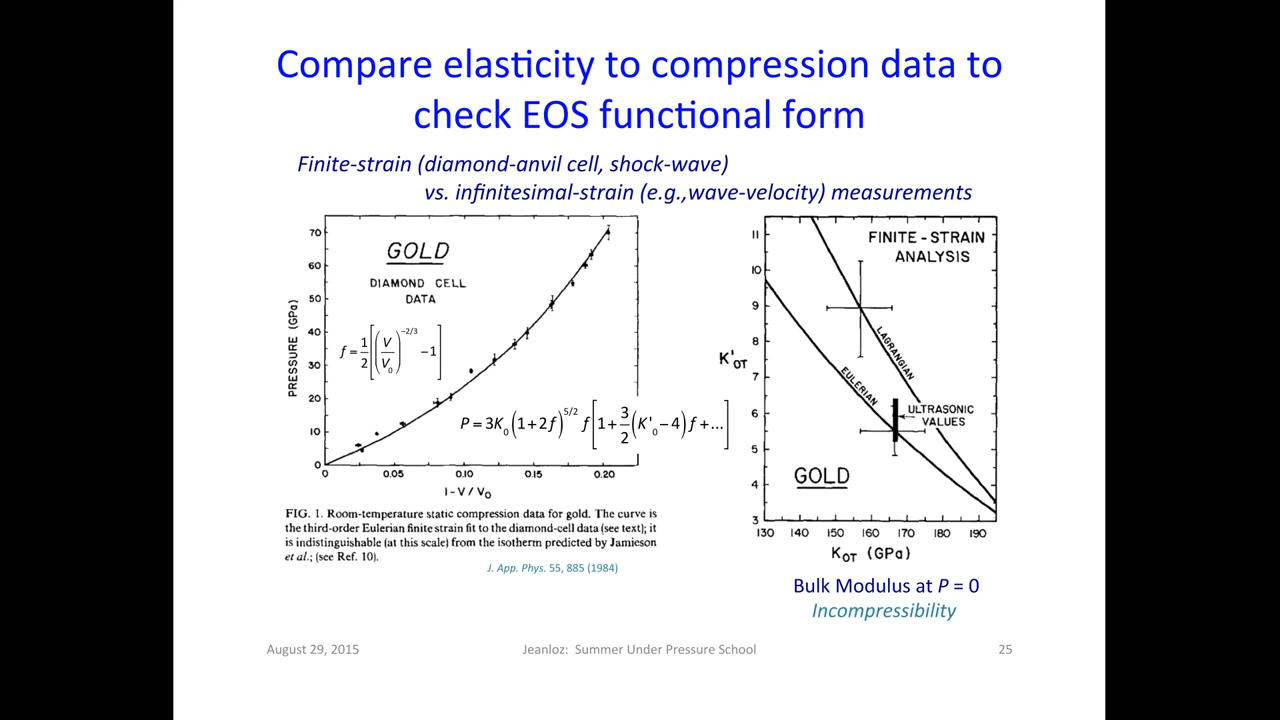 Compare elasticity to compression data to
check EOS functional form
Finite-strain (diamond-anvil cell, shock-wave)
vs. infinitesimal-strain (e.g.,wave-velocity) measurements
GOLD
DIAMOND CELL
DATA
PRESSURE (GPa)
70
60
50
40
30
20
10
0
f = 1/2 [(V/V₀)^−2/3 −1]
P = 3K₀(1+2f)^5/2 f[1+ 3/2 (K'₀−4) f +...]
0 0.05 0.10 0.15 0.20
1-V/V₀
FIG. 1. Room-temperature static compression data for gold. The curve is
the third-order Eulerian finite strain fit to the diamond-cell data (see text); it
is indistinguishable (at this scale) from the isotherm predicted by Jamieson
et al.; (see Ref. 10).
J. App. Phys. 55, 885 (1984)
FINITE - STRAIN
ANALYSIS
K'OT
11
10
9
8
7
6
5
4
3
LAGRANGIAN
EULERIAN
ULTRASONIC
VALUES
GOLD
130 140 150 160 170 180 190
KOT (GPa)
Bulk Modulus at P = 0
Incompressibility
August 29, 2015
Jeanloz: Summer Under Pressure School
25